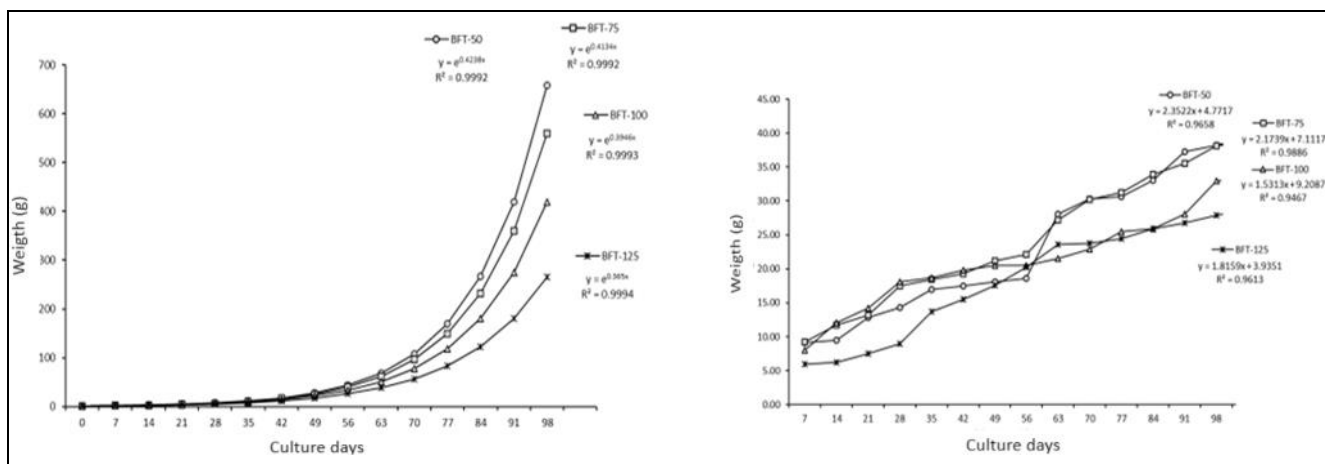 BFT-50
y = e^0.4238x
R² = 0.9992
BFT-75
y = e^0.4134x
R² = 0.9992
BFT-100
y = e^0.3946x
R² = 0.9993
BFT-125
y = e^0.365x
R² = 0.9994
Weigth (g)
700
600
500
400
300
200
100
0
0 7 14 21 28 35 42 49 56 63 70 77 84 91 98
Culture days
BFT-50
y = 2.3522x + 4.7717
R² = 0.9658
BFT-75
y = 2.1739x + 7.1117
R² = 0.9886
BFT-100
y = 1.5313x + 9.2087
R² = 0.9467
BFT-125
y = 1.8159x + 3.9351
R² = 0.9613
Weigth (g)
45.00
40.00
35.00
30.00
25.00
20.00
15.00
10.00
5.00
0.00
7 14 21 28 35 42 49 56 63 70 77 84 91 98
Culture days